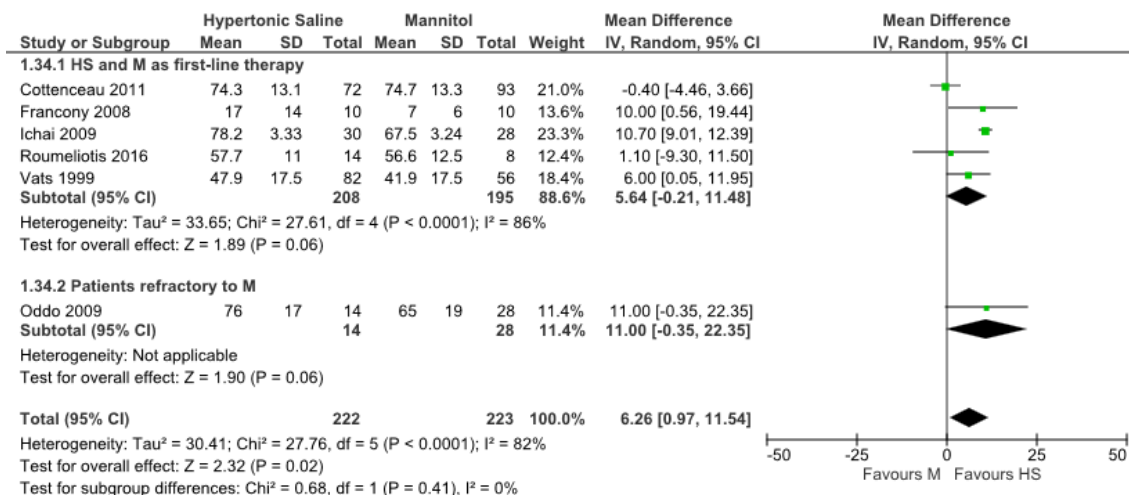 Hypertonic Saline Mannitol Mean Difference Mean Difference
Study or Subgroup Mean SD Total Mean SD Total Weight IV, Random, 95% CI IV, Random, 95% CI
1.34.1 HS and M as first-line therapy
Cottenceau 2011 74.3 13.1 72 74.7 13.3 93 21.0% -0.40 [-4.46, 3.66]
Francony 2008 17 14 10 7 6 10 13.6% 10.00 [0.56, 19.44]
Ichai 2009 78.2 3.33 30 67.5 3.24 28 23.3% 10.70 [9.01, 12.39]
Roumeliotis 2016 57.7 11 14 56.6 12.5 8 12.4% 1.10 [-9.30, 11.50]
Vats 1999 47.9 17.5 82 41.9 17.5 56 18.4% 6.00 [0.05, 11.95]
Subtotal (95% CI) 208 195 88.6% 5.64 [-0.21, 11.48]
Heterogeneity: Tau² = 33.65; Chi² = 27.61, df = 4 (P < 0.0001); I² = 86%
Test for overall effect: Z = 1.89 (P = 0.06)
1.34.2 Patients refractory to M
Oddo 2009 76 17 14 65 19 28 11.4% 11.00 [-0.35, 22.35]
Subtotal (95% CI) 14 28 11.4% 11.00 [-0.35, 22.35]
Heterogeneity: Not applicable
Test for overall effect: Z = 1.90 (P = 0.06)
Total (95% CI) 222 223 100.0% 6.26 [0.97, 11.54]
Heterogeneity: Tau² = 30.41; Chi² = 27.76, df = 5 (P < 0.0001); I² = 82%
Test for overall effect: Z = 2.32 (P = 0.02)
Test for subgroup differences: Chi² = 0.68, df = 1 (P = 0.41), I² = 0%
-50 -25 0 25 50
Favours M Favours HS